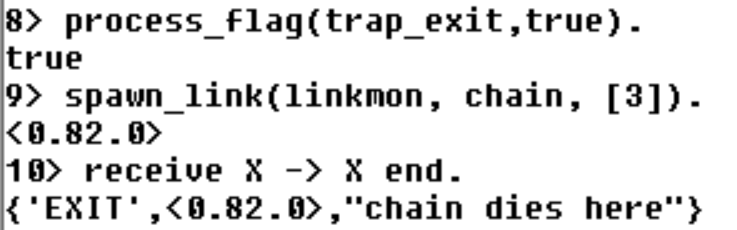 8> process_flag(trap_exit,true).
true
9> spawn_link(linkmon, chain, [3]).
<0.82.0>
10> receive X -> X end.
{'EXIT',<0.82.0>,"chain dies here"}